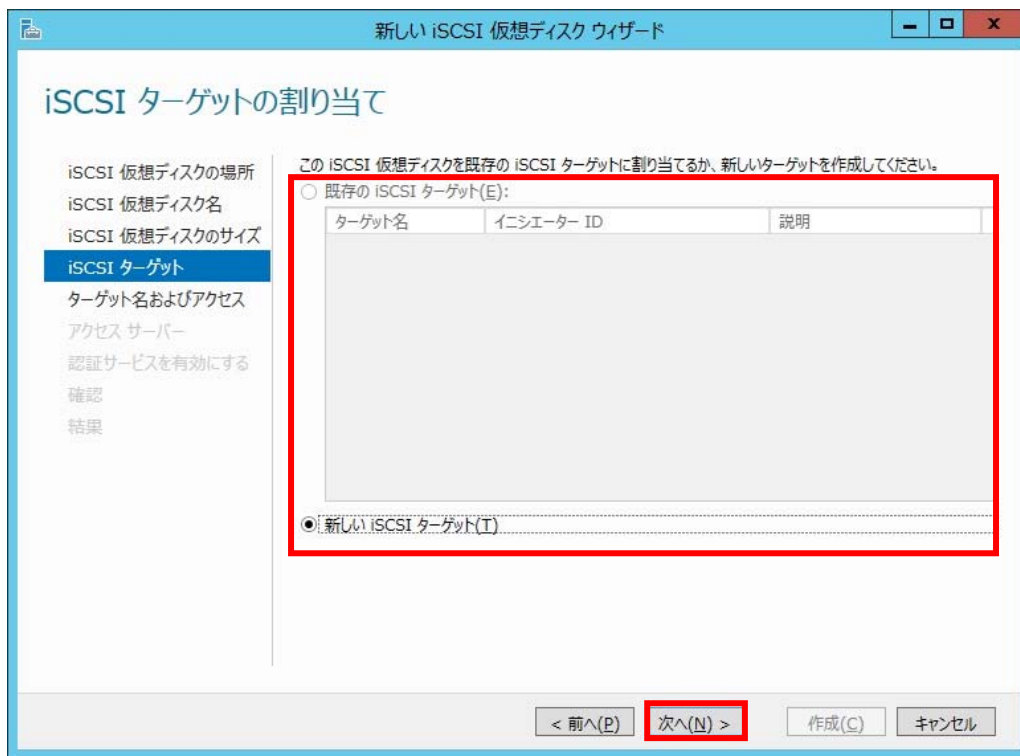 新しい iSCSI 仮想ディスク ウィザード
iSCSI ターゲットの割り当て
iSCSI 仮想ディスクの場所
iSCSI 仮想ディスク名
iSCSI 仮想ディスクのサイズ
iSCSI ターゲット
ターゲット名およびアクセス
アクセス サーバー
認証サービスを有効にする
確認
結果
この iSCSI 仮想ディスクを既存の iSCSI ターゲットに割り当てるか、新しいターゲットを作成してください。
既存の iSCSI ターゲット(E):
ターゲット名 イニシエーター ID 説明
新しい iSCSI ターゲット(T)
< 前へ(P) 次へ(N) > 作成(C) キャンセル